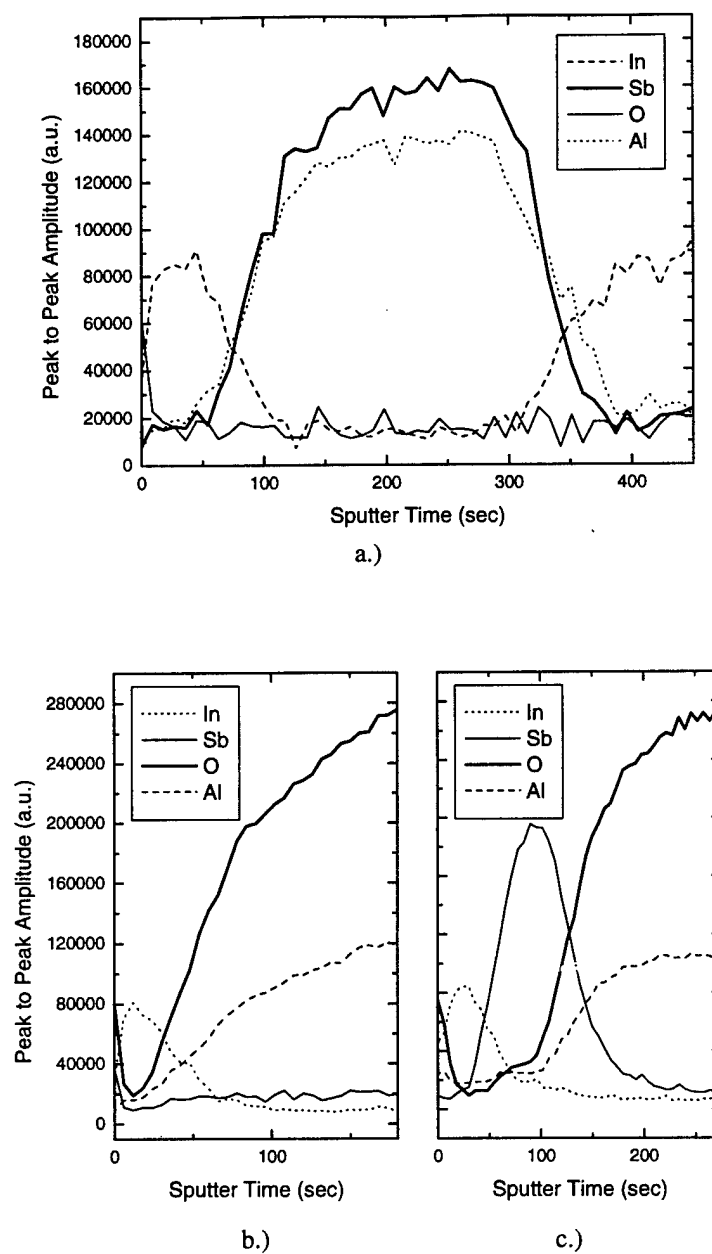 180000
160000
140000
120000
100000
80000
60000
40000
20000
0
Peak to Peak Amplitude (a.u.)
In
Sb
O
Al
0
100
200
300
400
Sputter Time (sec)
a.)
280000
240000
200000
160000
120000
80000
40000
0
Peak to Peak Amplitude (a.u.)
In
Sb
O
Al
0
100
Sputter Time (sec)
b.)
In
Sb
O
Al
0
100
200
Sputter Time (sec)
c.)